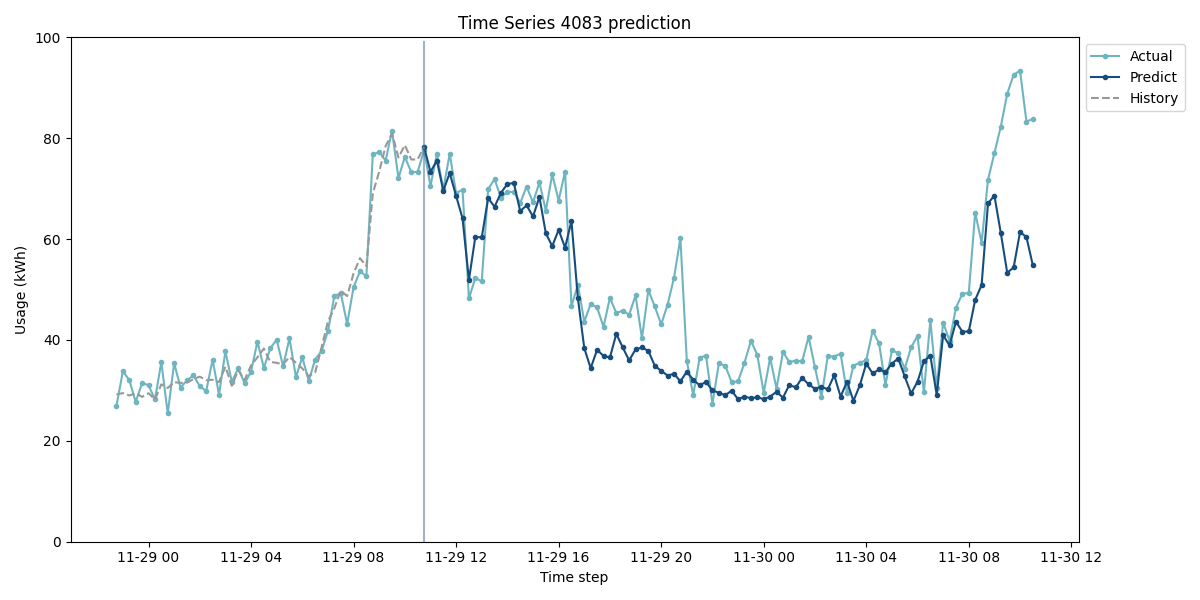 Time Series 4083 prediction
100
80
60
40
20
0
Usage (kWh)
11-29 00
11-29 04
11-29 08
11-29 12
11-29 16
11-29 20
11-30 00
11-30 04
11-30 08
11-30 12
Time step
Actual
Predict
History